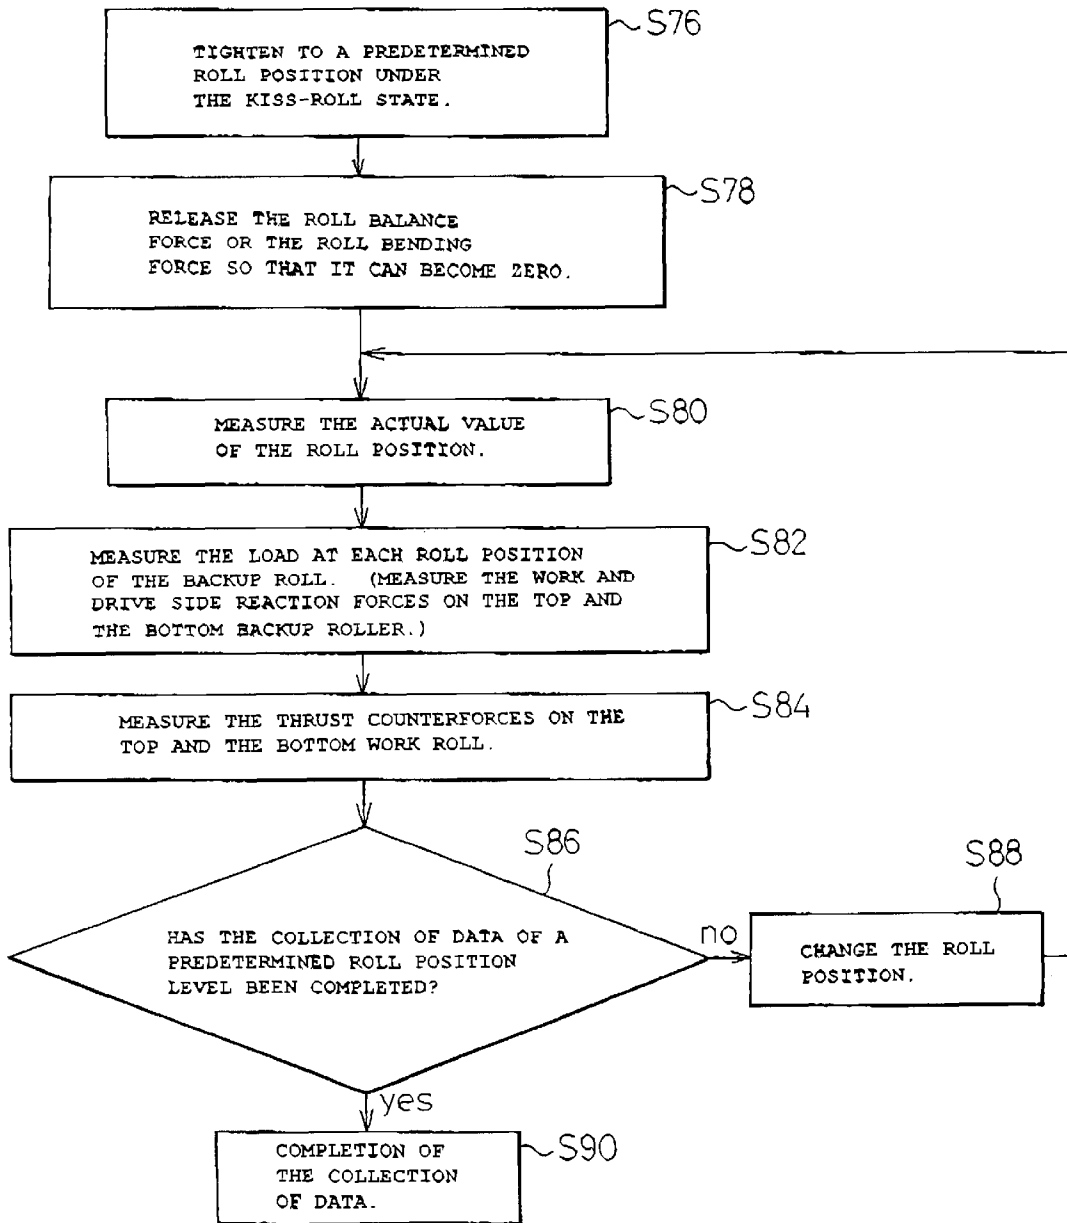 S76
TIGHTEN TO A PREDETERMINED
ROLL POSITION UNDER
THE KISS-ROLL STATE.
S78
RELEASE THE ROLL BALANCE
FORCE OR THE ROLL BENDING
FORCE SO THAT IT CAN BECOME ZERO.
S80
MEASURE THE ACTUAL VALUE
OF THE ROLL POSITION.
S82
MEASURE THE LOAD AT EACH ROLL POSITION
OF THE BACKUP ROLL. (MEASURE THE WORK AND
DRIVE SIDE REACTION FORCES ON THE TOP AND
THE BOTTOM BACKUP ROLLER.)
S84
MEASURE THE THRUST COUNTERFORCES ON THE
TOP AND THE BOTTOM WORK ROLL.
S86
HAS THE COLLECTION OF DATA OF A
PREDETERMINED ROLL POSITION
LEVEL BEEN COMPLETED?
no
S88
CHANGE THE ROLL
POSITION.
yes
S90
COMPLETION OF
THE COLLECTION
OF DATA.